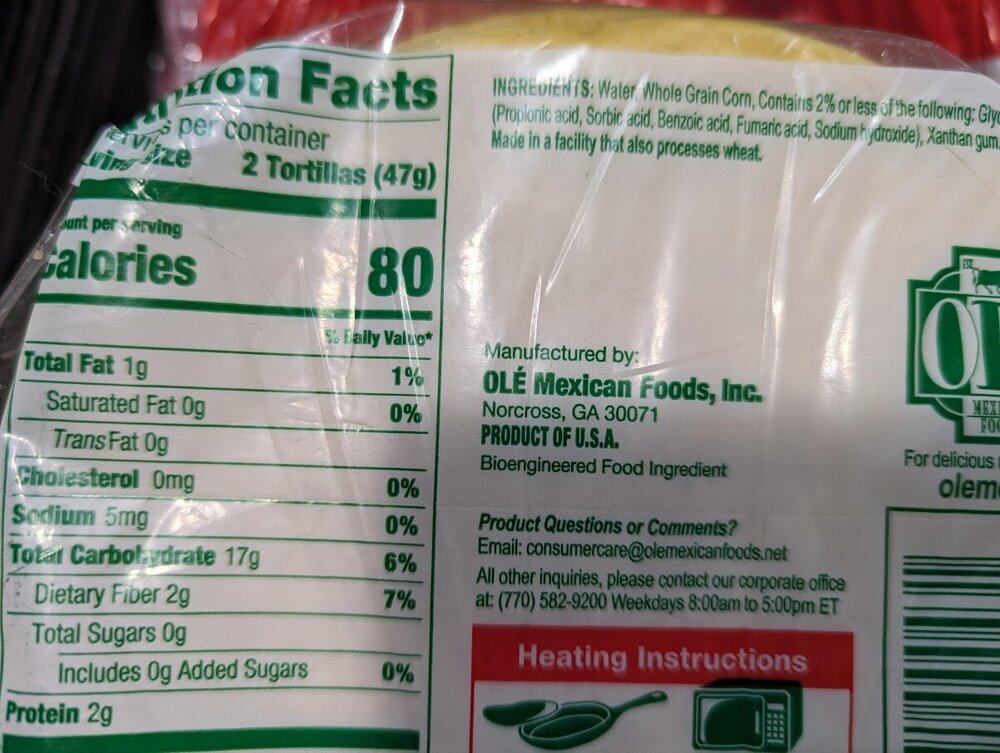 Facts
per container
2 Tortillas (47g)
per serving
Calories 80
% Daily Value*
Total Fat 1g 1%
Saturated Fat 0g 0%
Trans Fat 0g
Cholesterol 0mg 0%
Sodium 5mg 0%
Total Carbohydrate 17g 6%
Dietary Fiber 2g 7%
Total Sugars 0g
Includes 0g Added Sugars 0%
Protein 2g
INGREDIENTS: Water, Whole Grain Corn, Contains 2% or less of the following:
(Propionic acid, Sorbic acid, Benzoic acid, Fumaric acid, Sodium hydroxide), Xanthan gum.
Made in a facility that also processes wheat.
Manufactured by:
OLÉ Mexican Foods, Inc.
Norcross, GA 30071
PRODUCT OF U.S.A.
Bioengineered Food Ingredient
Product Questions or Comments?
Email: consumercare@olemexicanfoods.net
All other inquiries, please contact our corporate office
at: (770) 582-9200 Weekdays 8:00am to 5:00pm ET
Heating Instructions
EST.
For delicious